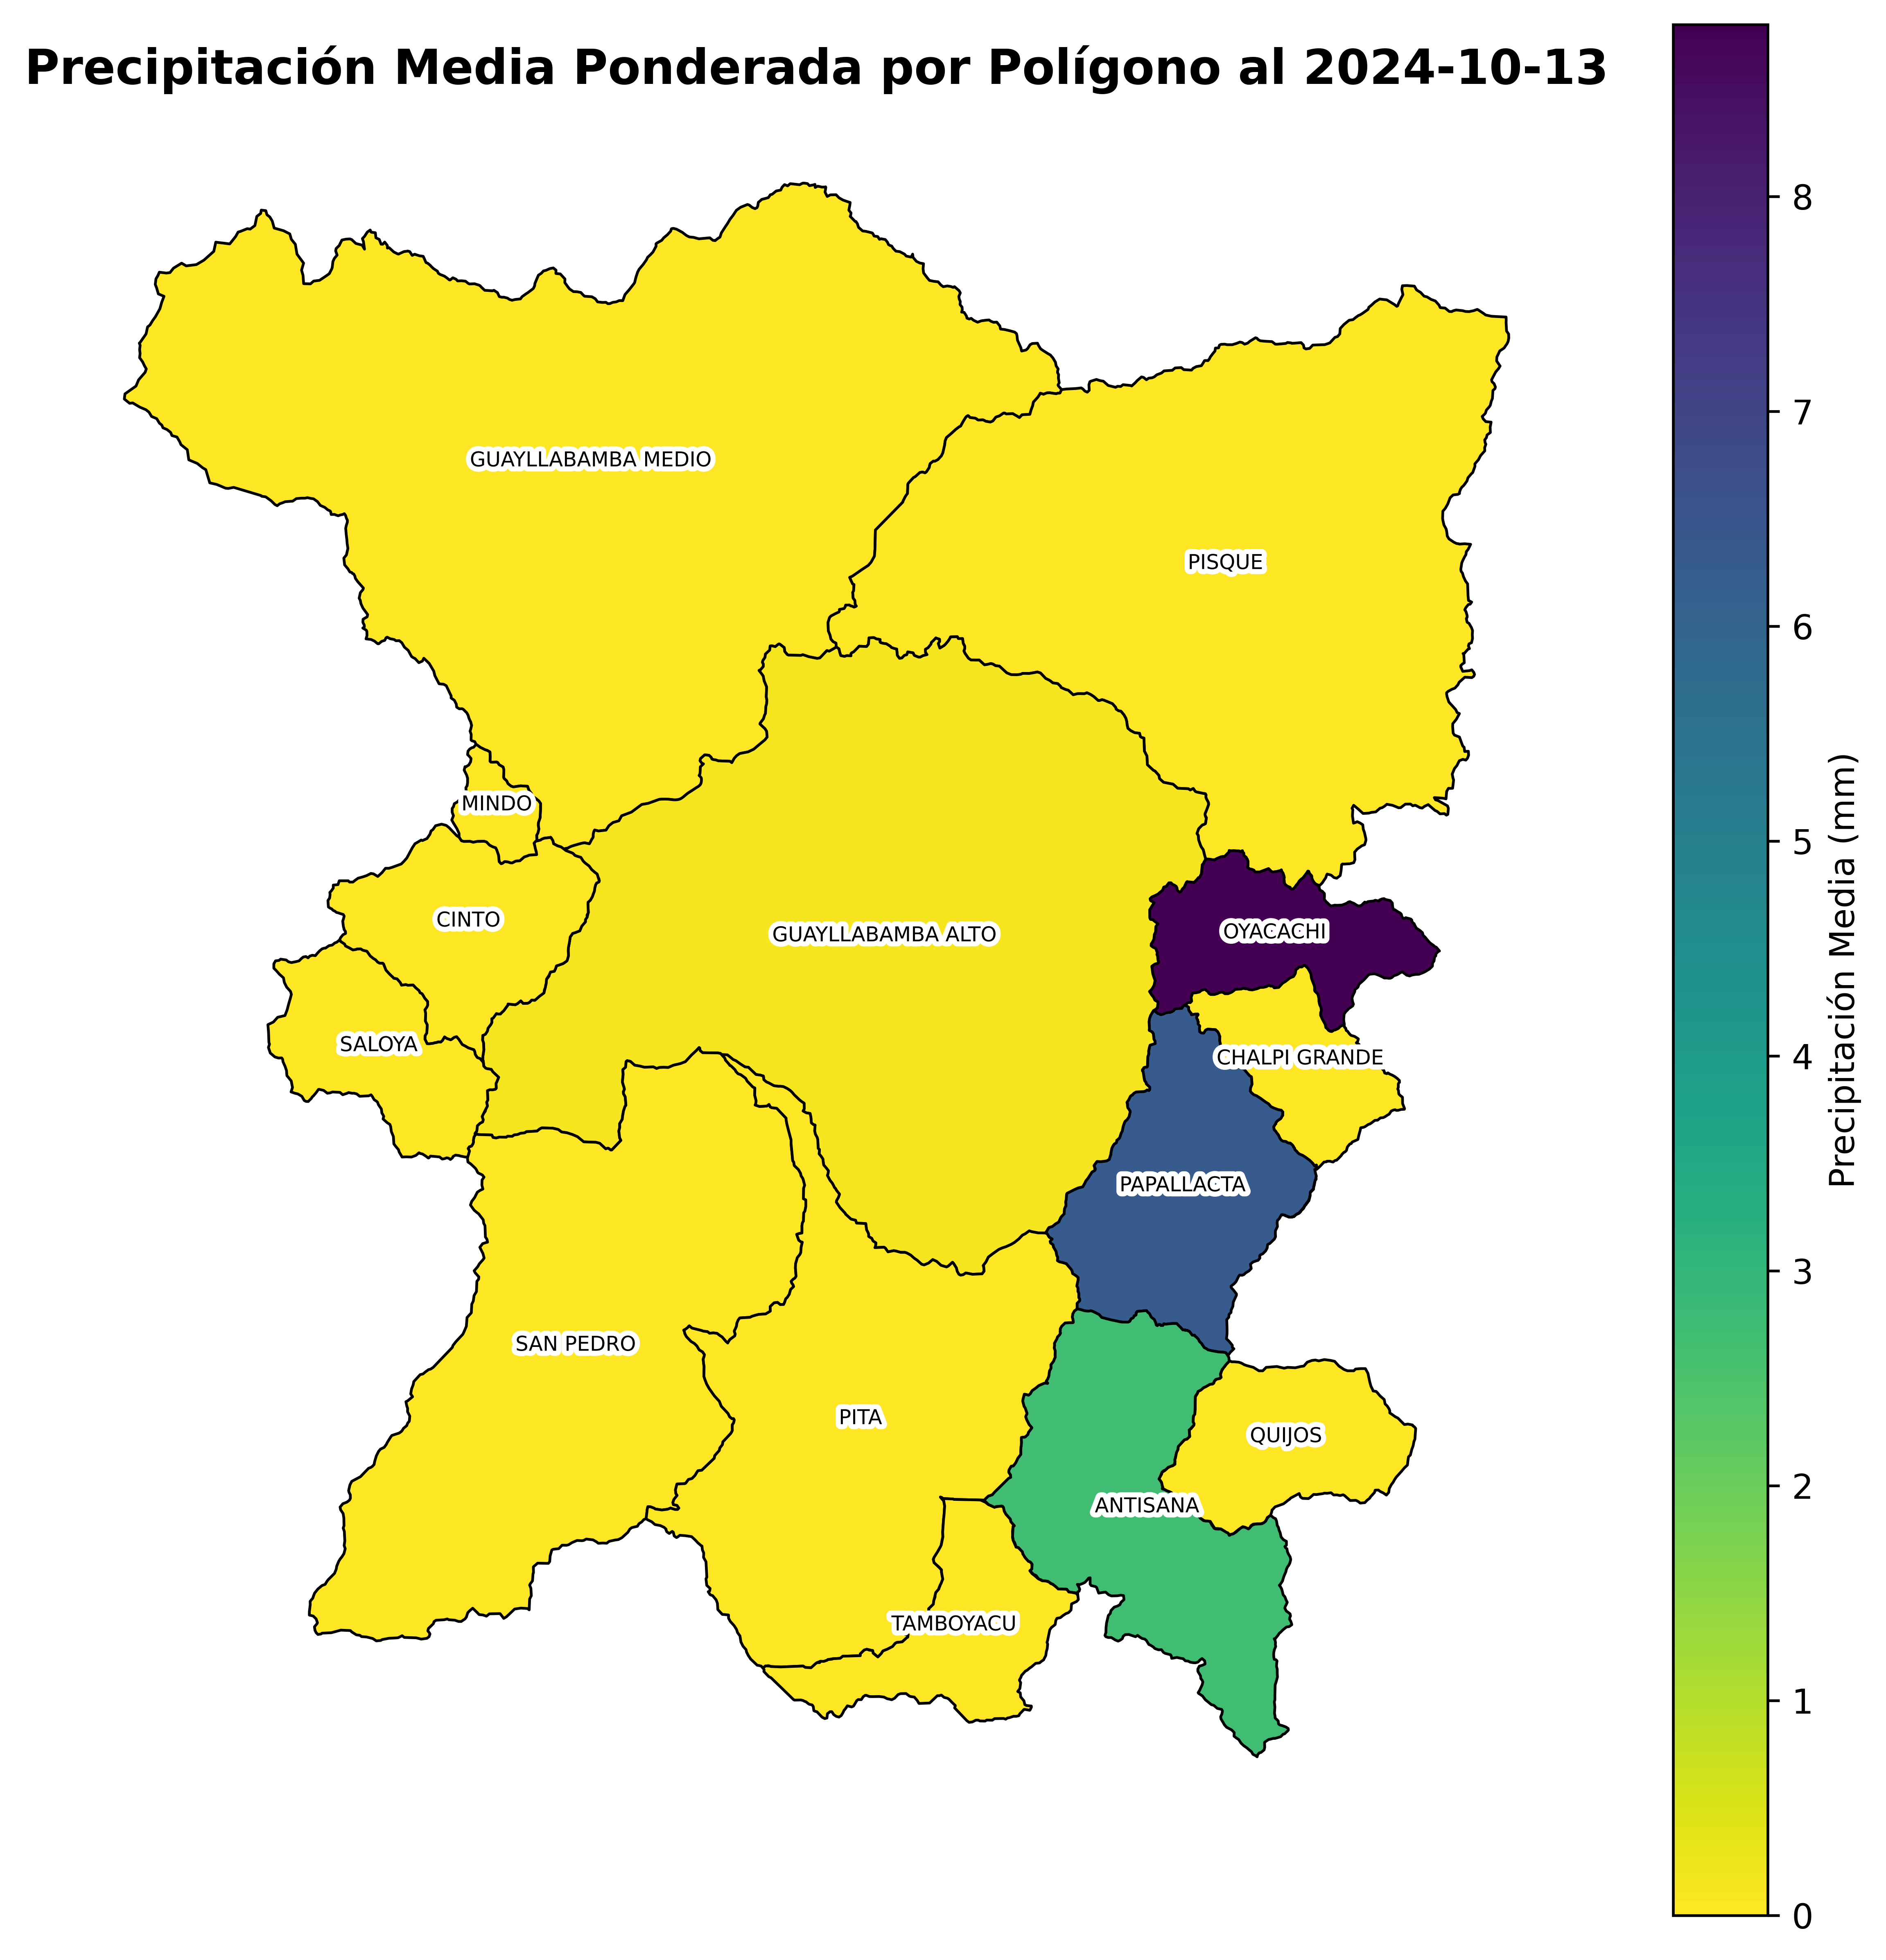 Precipitación Media Ponderada por Polígono al 2024-10-13
GUAYLLABAMBA MEDIO
PISQUE
MINDO
CINTO
GUAYLLABAMBA ALTO
OYACACHI
SALOYA
CHALPI GRANDE
PAPALLACTA
SAN PEDRO
PITA
QUIJOS
ANTISANA
TAMBOYACU
8
7
6
5
4
3
2
1
0
Precipitación Media (mm)